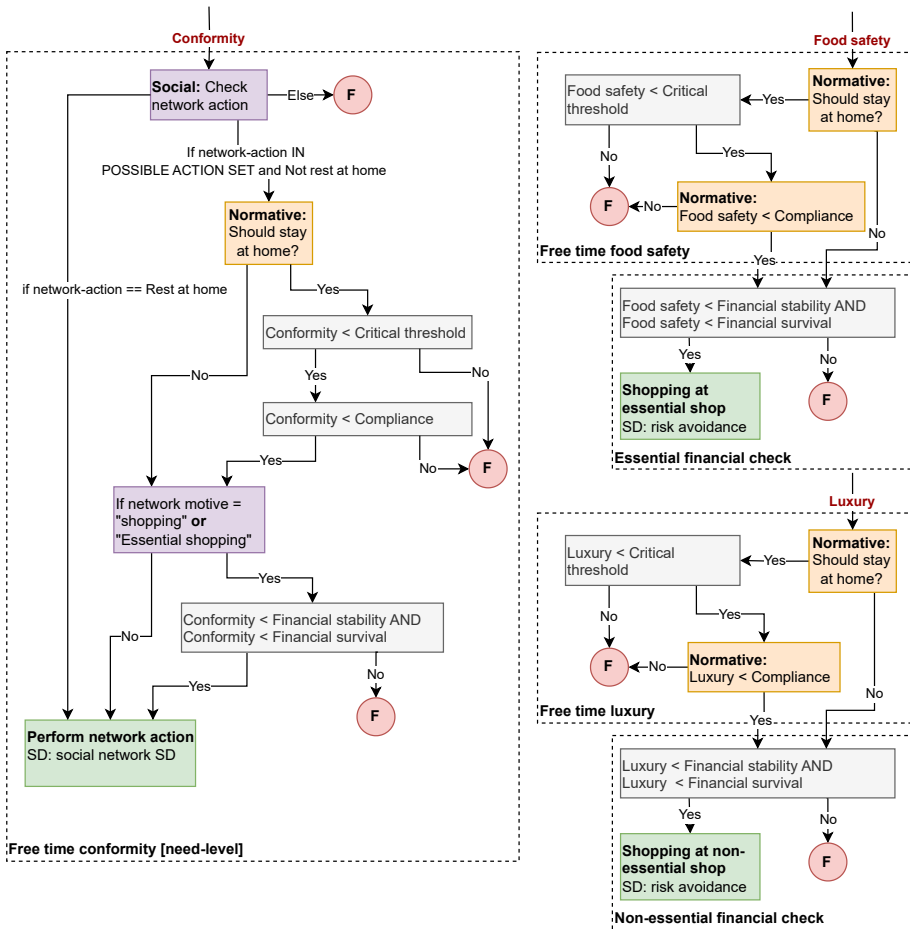 Conformity
Social: Check
network action
Else
F
If network-action IN
POSSIBLE ACTION SET and Not rest at home
Normative:
Should stay
at home?
if network-action == Rest at home
Yes
Conformity < Critical threshold
No
Yes
No
Conformity < Compliance
Yes
No
F
If network motive =
"shopping" or
"Essential shopping"
Yes
No
Conformity < Financial stability AND
Conformity < Financial survival
Yes
No
F
Perform network action
SD: social network SD
Free time conformity [need-level]
Food safety
Normative:
Should stay
at home?
Yes
Food safety < Critical
threshold
No
Yes
F
No
Normative:
Food safety < Compliance
No
Free time food safety
Yes
Food safety < Financial stability AND
Food safety < Financial survival
Yes
No
Shopping at
essential shop
SD: risk avoidance
F
Essential financial check
Luxury
Normative:
Should stay
at home?
Yes
Luxury < Critical
threshold
No
Yes
F
No
Normative:
Luxury < Compliance
No
Free time luxury
Yes
Luxury < Financial stability AND
Luxury < Financial survival
Yes
No
Shopping at non-
essential shop
SD: risk avoidance
F
Non-essential financial check